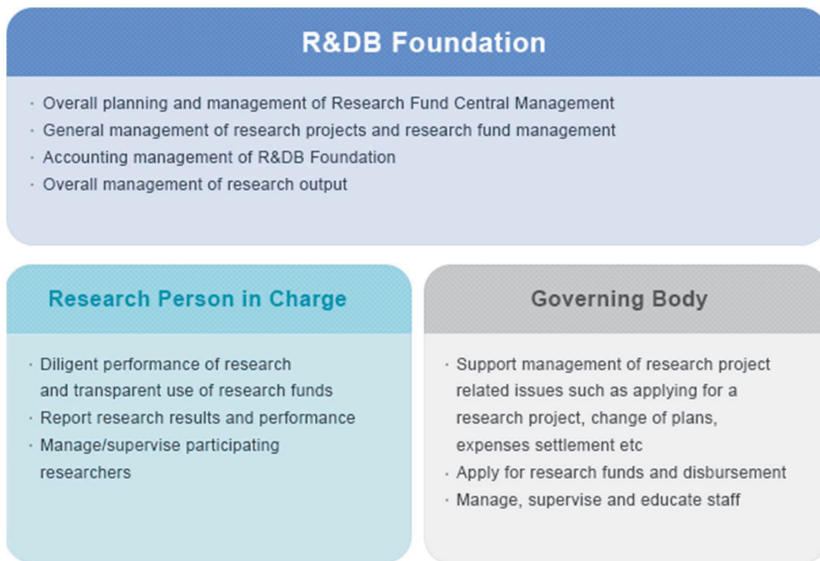 R&DB Foundation
· Overall planning and management of Research Fund Central Management
· General management of research projects and research fund management
· Accounting management of R&DB Foundation
· Overall management of research output
Research Person in Charge
· Diligent performance of research
and transparent use of research funds
· Report research results and performance
· Manage/supervise participating
researchers
Governing Body
· Support management of research project
related issues such as applying for a
research project, change of plans,
expenses settlement etc
· Apply for research funds and disbursement
· Manage, supervise and educate staff